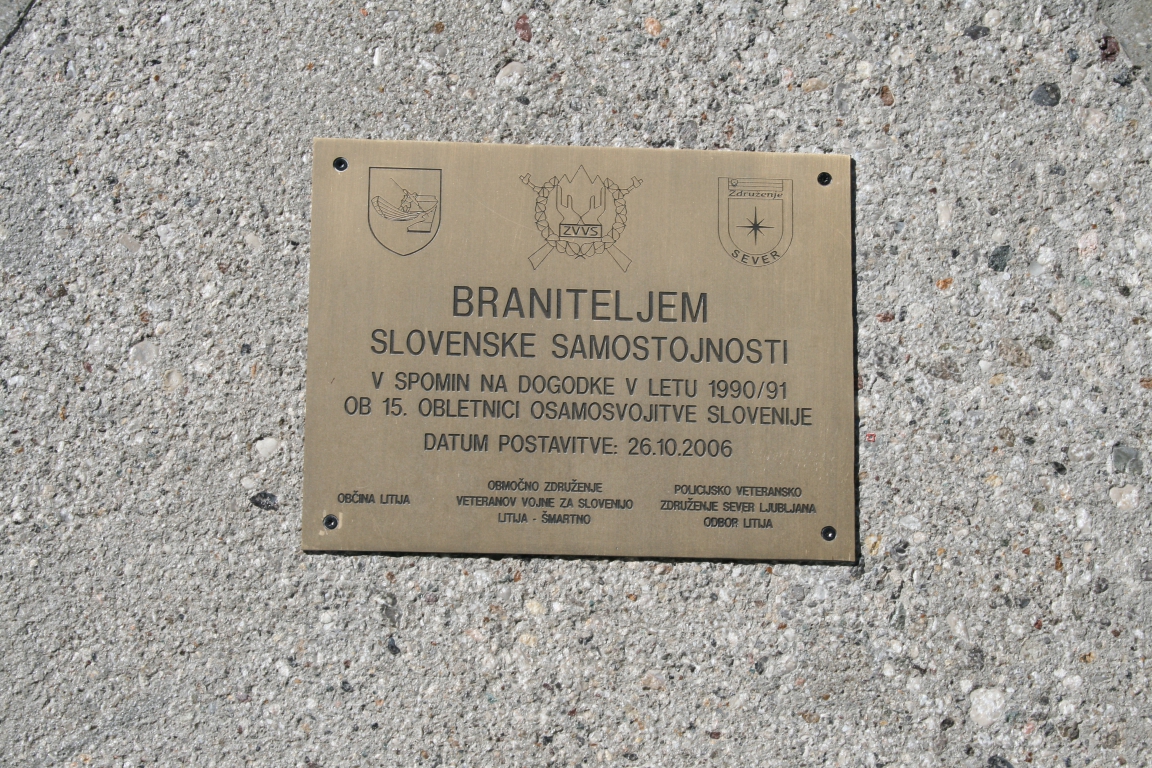 ZVVS
Združenje
SEVER
BRANITELJEM
SLOVENSKE SAMOSTOJNOSTI
V SPOMIN NA DOGODKE V LETU 1990/91
OB 15. OBLETNICI OSAMOSVOJITVE SLOVENIJE
DATUM POSTAVITVE: 26.10.2006
OBČINA LITIJA
OBMOČNO ZDRUŽENJE
VETERANOV VOJNE ZA SLOVENIJO
LITIJA - ŠMARTNO
POLICIJSKO VETERANSKO
ZDRUŽENJE SEVER LJUBLJANA
ODBOR LITIJA